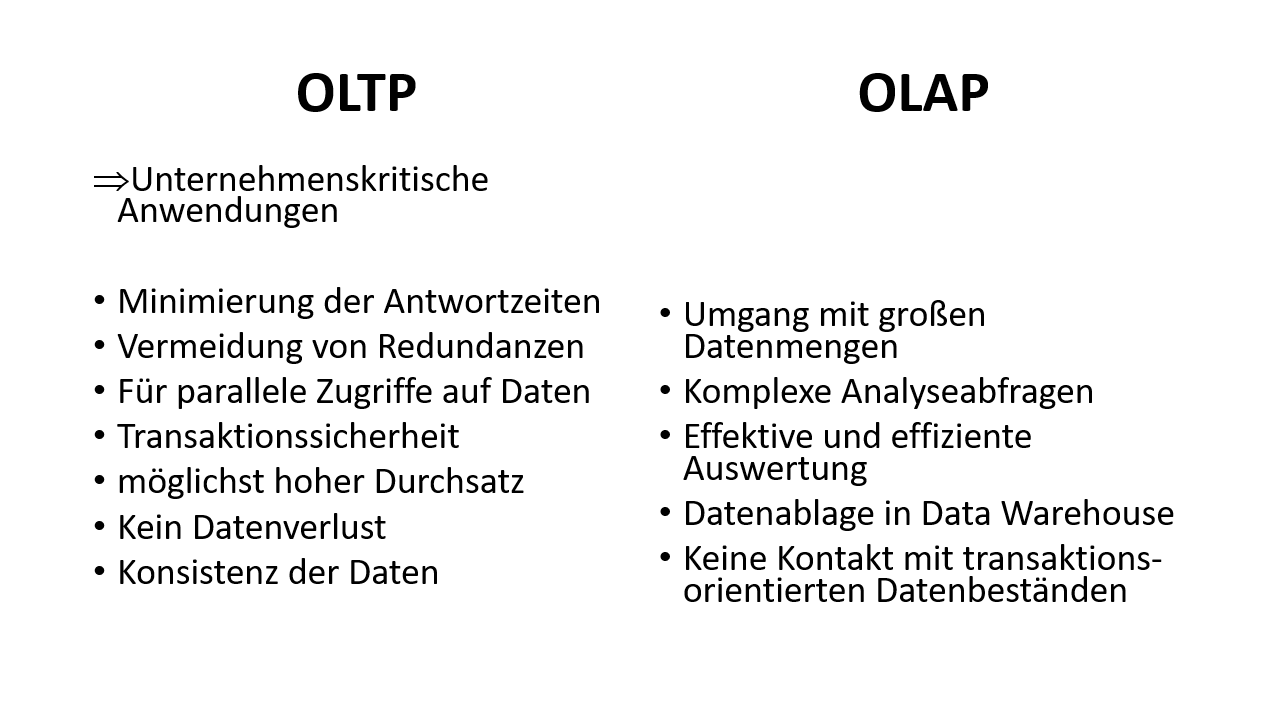 OLTP
⇒Unternehmenskritische
Anwendungen
• Minimierung der Antwortzeiten
• Vermeidung von Redundanzen
• Für parallele Zugriffe auf Daten
• Transaktionssicherheit
• möglichst hoher Durchsatz
• Kein Datenverlust
• Konsistenz der Daten
OLAP
• Umgang mit großen
Datenmengen
• Komplexe Analyseabfragen
• Effektive und effiziente
Auswertung
• Datenablage in Data Warehouse
• Keine Kontakt mit transaktions-
orientierten Datenbeständen